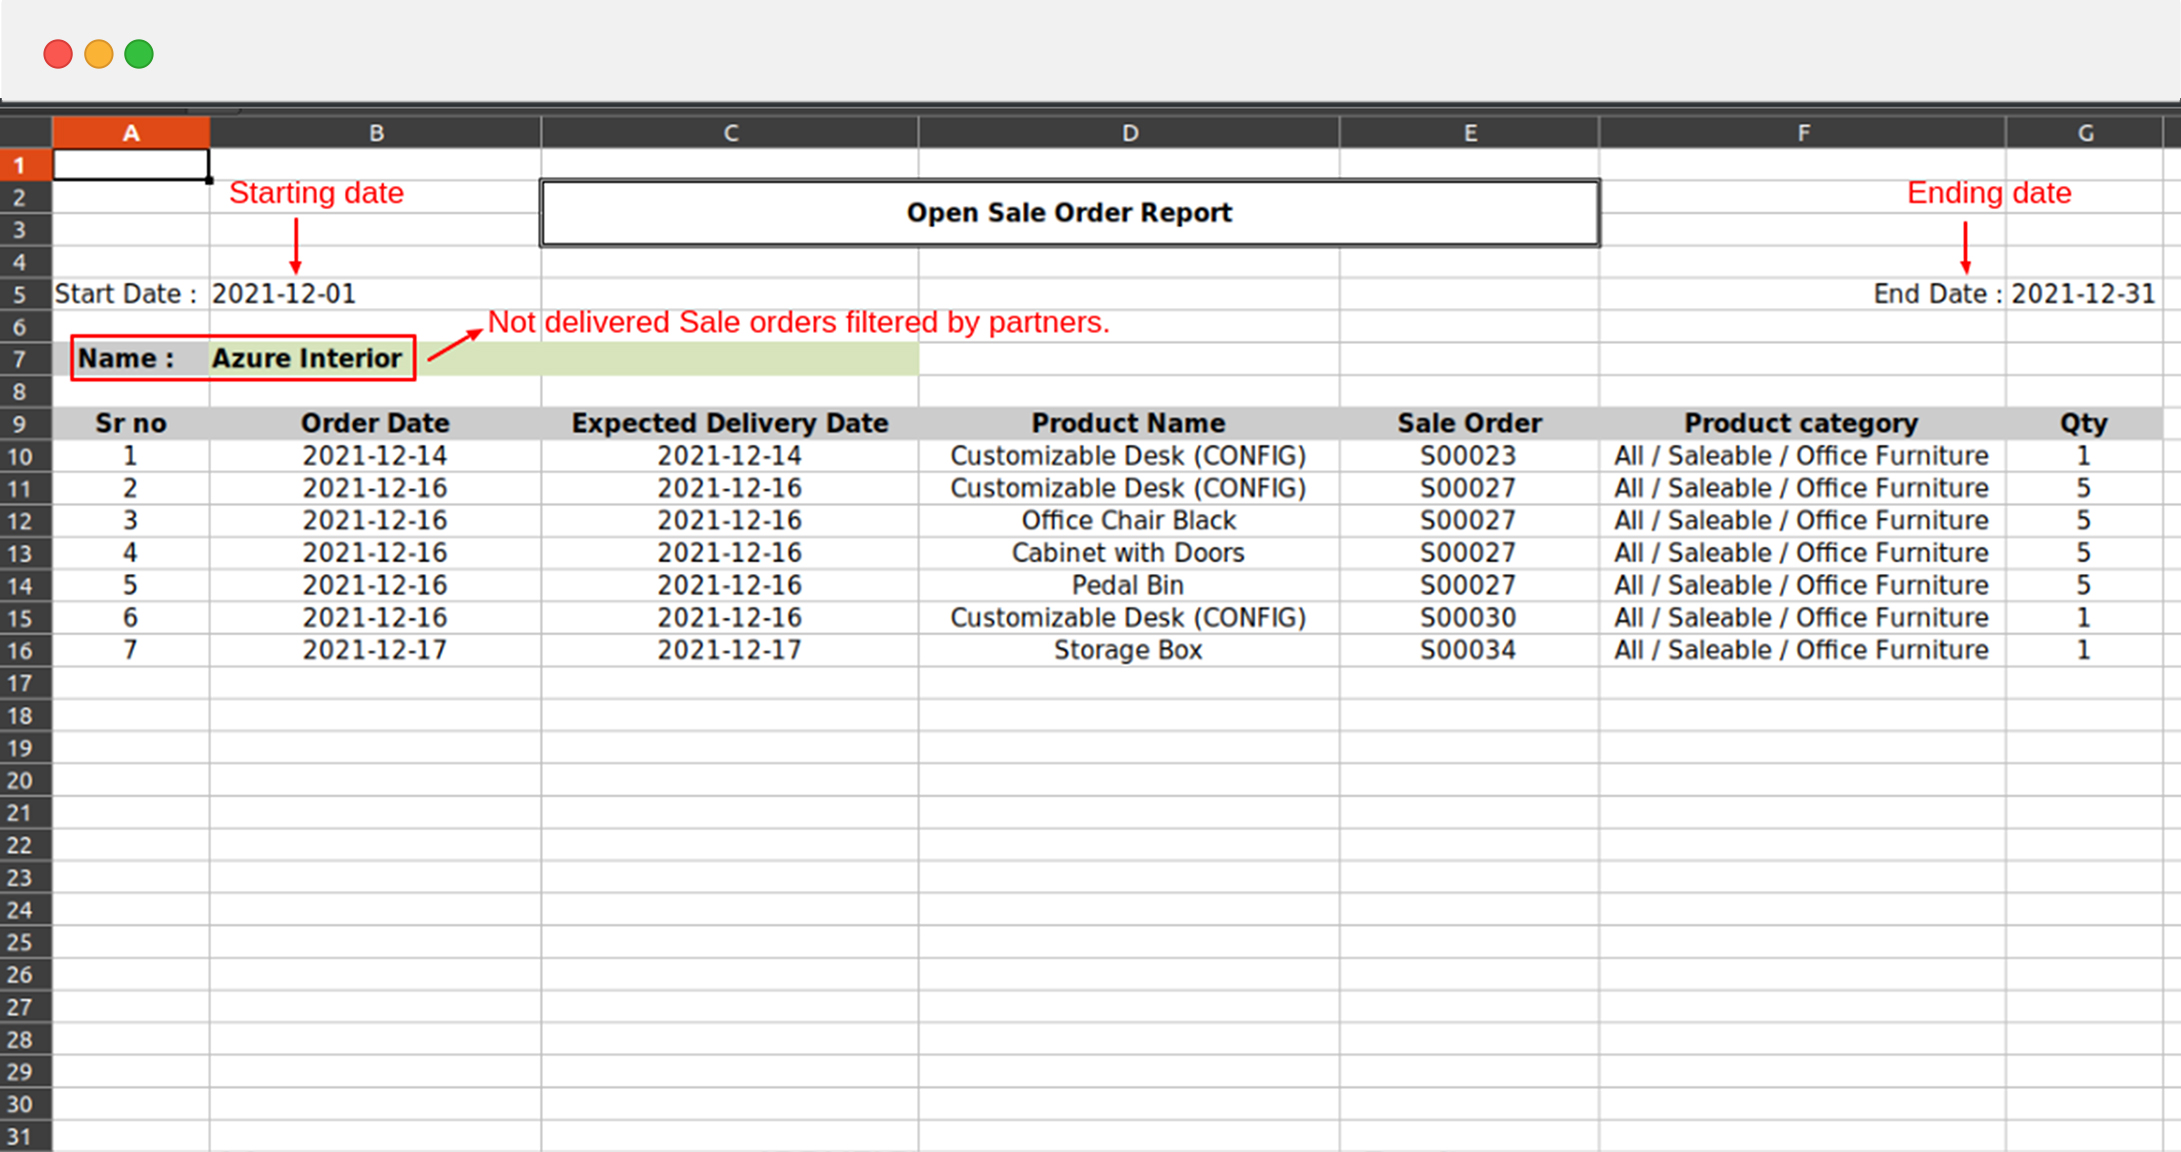 A B C D E F G
1
2 Starting date Open Sale Order Report Ending date
3
4
5 Start Date : 2021-12-01 End Date : 2021-12-31
6 Not delivered Sale orders filtered by partners.
7 Name : Azure Interior
8
9 Sr no Order Date Expected Delivery Date Product Name Sale Order Product category Qty
10 1 2021-12-14 2021-12-14 Customizable Desk (CONFIG) S00023 All / Saleable / Office Furniture 1
11 2 2021-12-16 2021-12-16 Customizable Desk (CONFIG) S00027 All / Saleable / Office Furniture 5
12 3 2021-12-16 2021-12-16 Office Chair Black S00027 All / Saleable / Office Furniture 5
13 4 2021-12-16 2021-12-16 Cabinet with Doors S00027 All / Saleable / Office Furniture 5
14 5 2021-12-16 2021-12-16 Pedal Bin S00027 All / Saleable / Office Furniture 5
15 6 2021-12-16 2021-12-16 Customizable Desk (CONFIG) S00030 All / Saleable / Office Furniture 1
16 7 2021-12-17 2021-12-17 Storage Box S00034 All / Saleable / Office Furniture 1
17
18
19
20
21
22
23
24
25
26
27
28
29
30
31